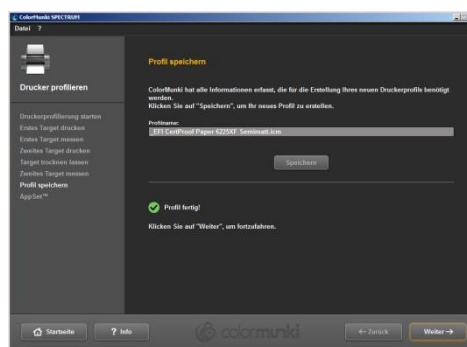 ColorMunki SPECTRUM
Datei ?
Drucker profilieren
Druckerprofilierung starten
Erstes Target drucken
Erstes Target messen
Zweites Target drucken
Target trocknen lassen
Zweites Target messen
Profil speichern
AppSet™
Profil speichern
ColorMunki hat alle Informationen erfasst, die für die Erstellung Ihres neuen Druckerprofils benötigt
werden.
Klicken Sie auf "Speichern", um Ihr neues Profil zu erstellen.
Profilname:
EFI CertProof Paper 6225XF Semimatt.icm
Speichern
Profil fertig!
Klicken Sie auf "Weiter", um fortzufahren.
Startseite
? Info
colormunki
← Zurück
Weiter →